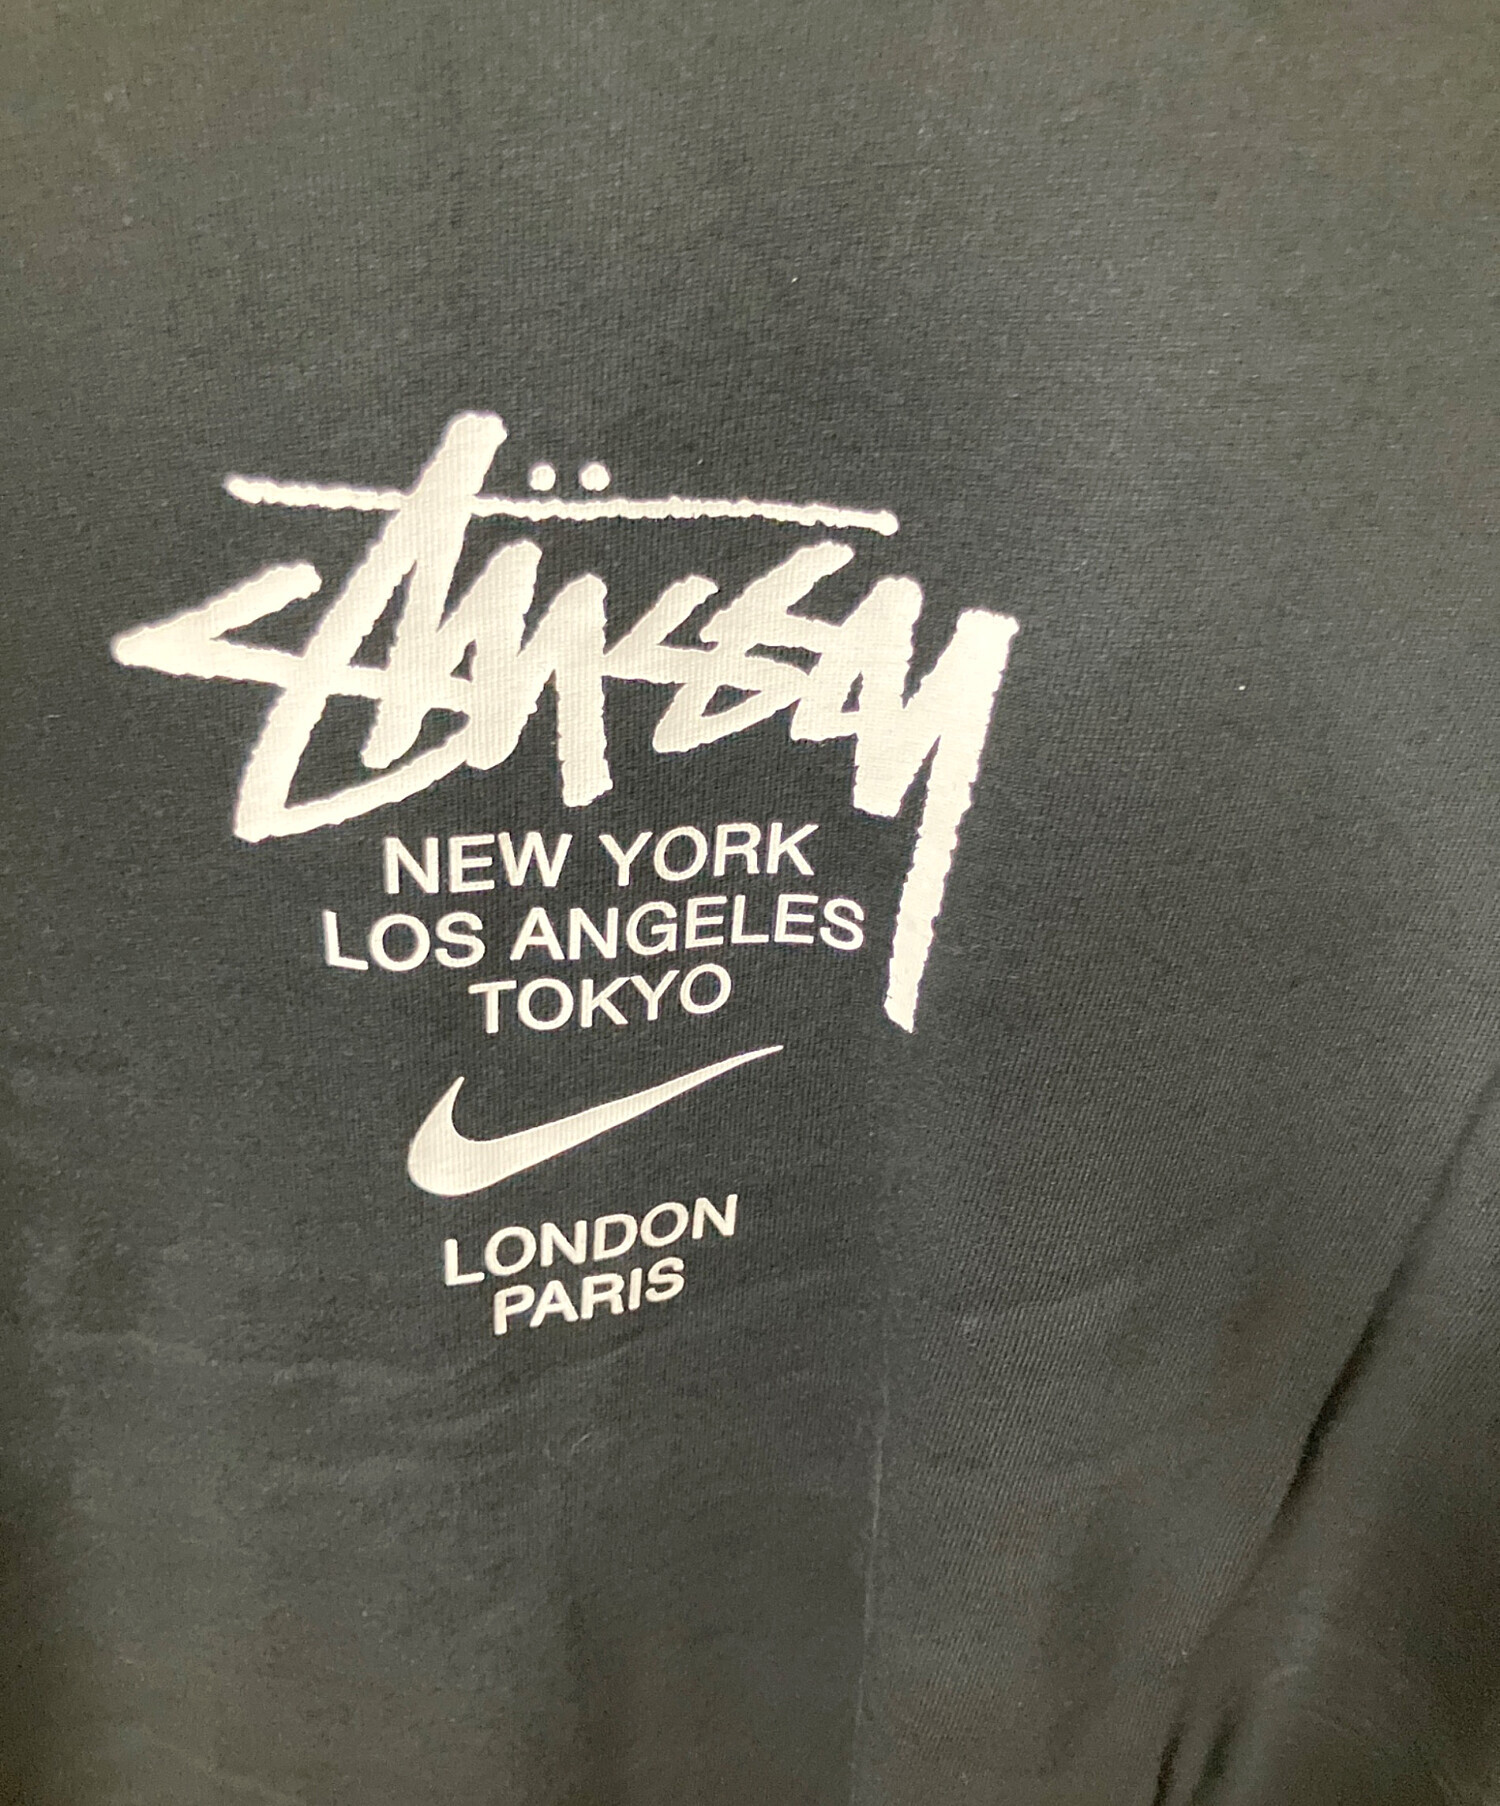 Stüssy
NEW YORK
LOS ANGELES
TOKYO
LONDON
PARIS